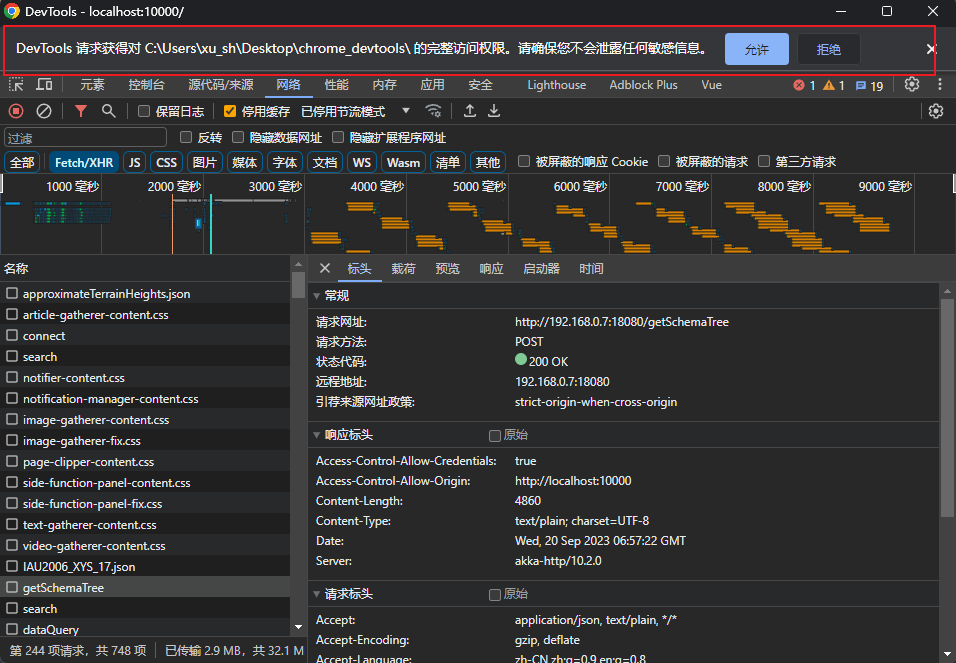 DevTools - localhost:10000/
DevTools 请求获得对 C:\Users\xu_sh\Desktop\chrome_devtools\ 的完整访问权限。请确保您不会泄露任何敏感信息。 允许 拒绝
元素 控制台 源代码/来源 网络 性能 内存 应用 安全 Lighthouse Adblock Plus Vue 1 1 19
保留日志 停用缓存 已停用节流模式
过滤 反转 隐藏数据网址 隐藏扩展程序网址
全部 Fetch/XHR JS CSS 图片 媒体 字体 文档 WS Wasm 清单 其他 被屏蔽的响应 Cookie 被屏蔽的请求 第三方请求
1000 毫秒 2000 毫秒 3000 毫秒 4000 毫秒 5000 毫秒 6000 毫秒 7000 毫秒 8000 毫秒 9000 毫秒
名称
approximateTerrainHeights.json
article-gatherer-content.css
connect
search
notifier-content.css
notification-manager-content.css
image-gatherer-content.css
image-gatherer-fix.css
page-clipper-content.css
side-function-panel-content.css
side-function-panel-fix.css
text-gatherer-content.css
video-gatherer-content.css
IAU2006_XYS_17.json
getSchemaTree
search
dataQuery
第 244 项请求，共 748 项 已传输 2.9 MB，共 32.1 M
标头 载荷 预览 响应 启动器 时间
常规
请求网址: http://192.168.0.7:18080/getSchemaTree
请求方法: POST
状态代码: 200 OK
远程地址: 192.168.0.7:18080
引荐来源网址政策: strict-origin-when-cross-origin
响应标头 原始
Access-Control-Allow-Credentials: true
Access-Control-Allow-Origin: http://localhost:10000
Content-Length: 4860
Content-Type: text/plain; charset=UTF-8
Date: Wed, 20 Sep 2023 06:57:22 GMT
Server: akka-http/10.2.0
请求标头 原始
Accept: application/json, text/plain, */*
Accept-Encoding: gzip, deflate
Accept-Language: zh-CN,zh;q=0.9,en;q=0.8